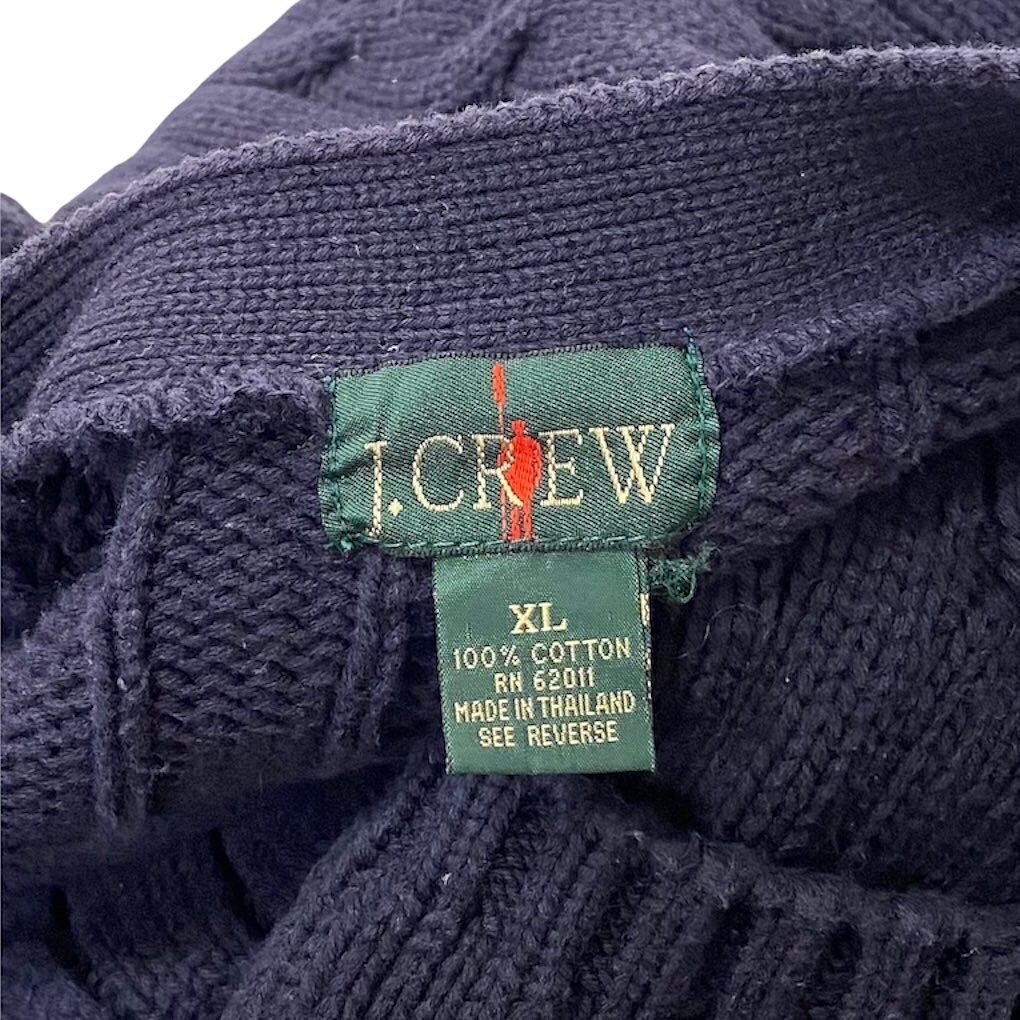 J.CREW
XL
100% COTTON
RN 62011
MADE IN THAILAND
SEE REVERSE